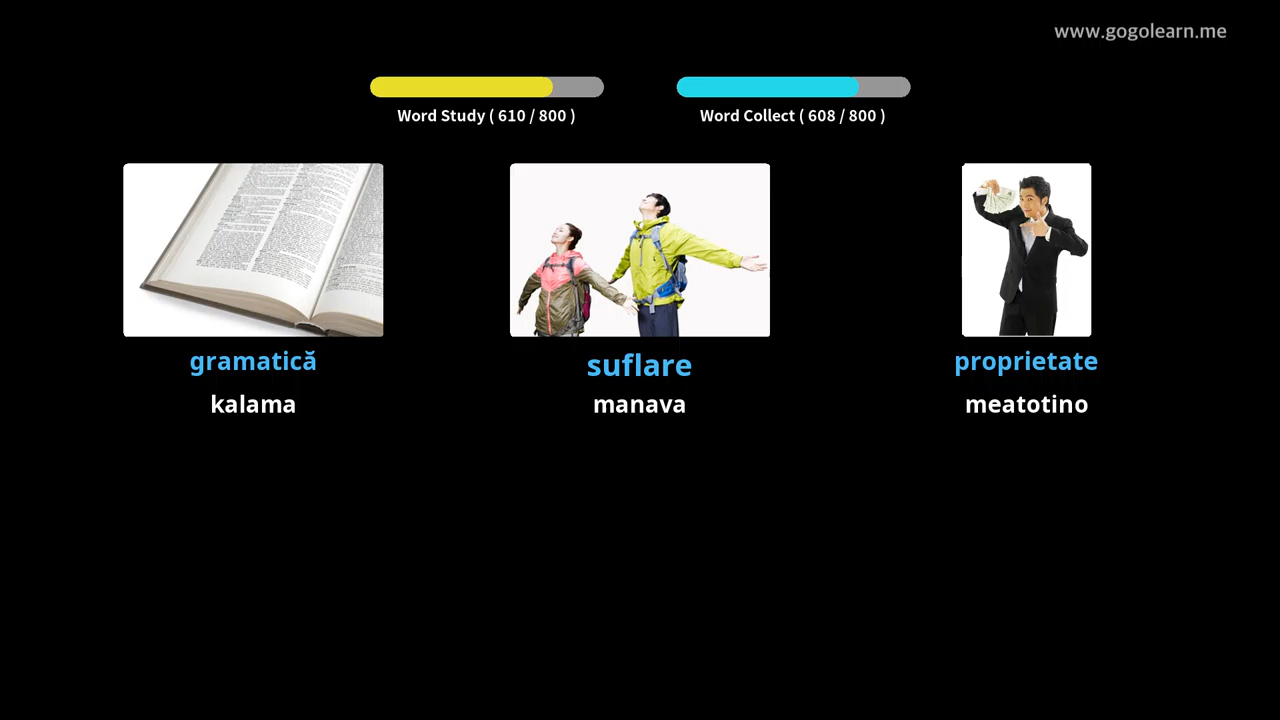 www.gogolearn.me
Word Study ( 610 / 800 )
Word Collect ( 608 / 800 )
gramatică
suflare
proprietate
kalama
manava
meatotino